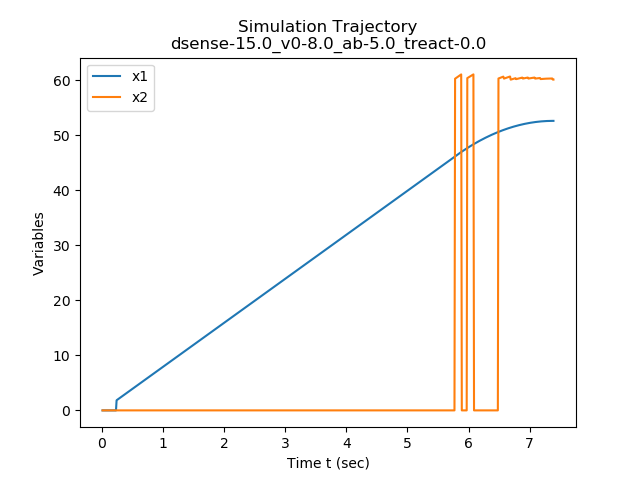 Simulation Trajectory
dsense-15.0_v0-8.0_ab-5.0_treact-0.0
x1
x2
Variables
60
50
40
30
20
10
0
0 1 2 3 4 5 6 7
Time t (sec)